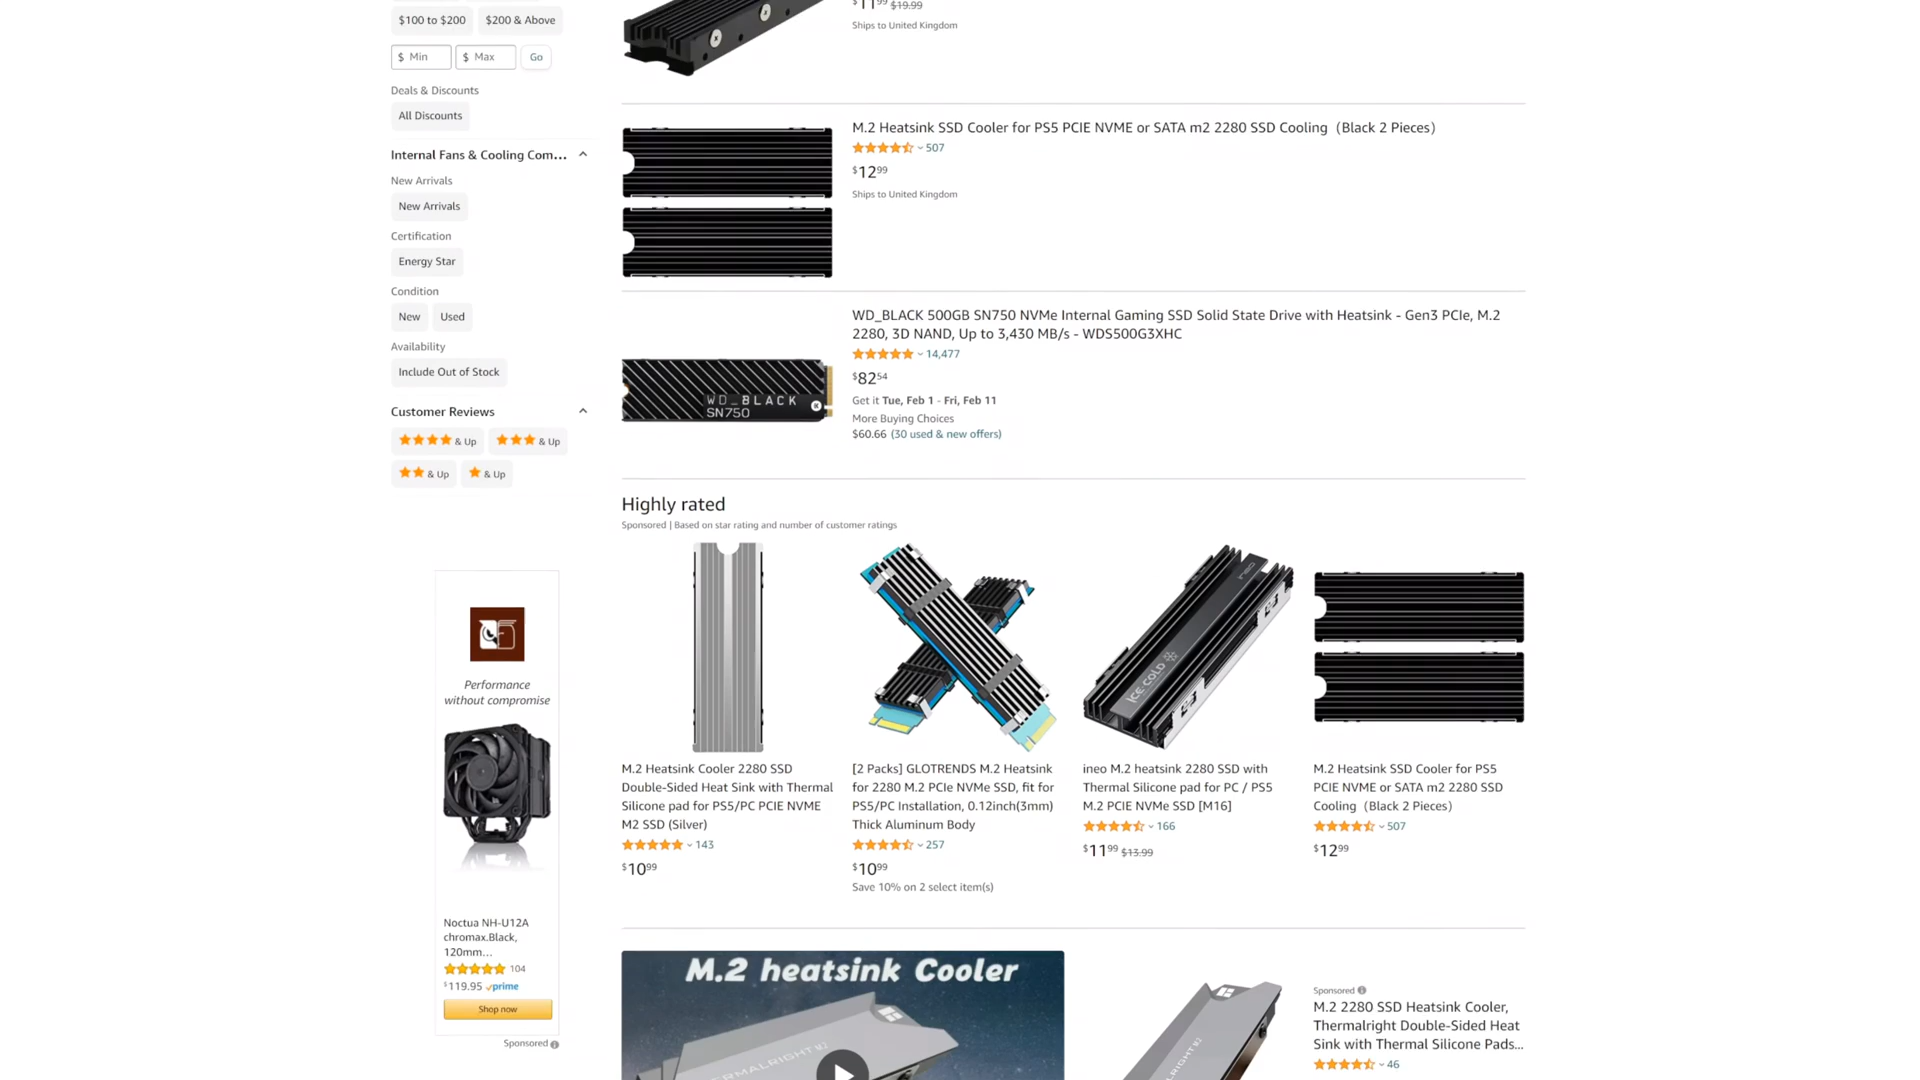 $100 to $200
$200 & Above
$ Min
$ Max
Go
Deals & Discounts
All Discounts
Internal Fans & Cooling Com...
New Arrivals
New Arrivals
Certification
Energy Star
Condition
New
Used
Availability
Include Out of Stock
Customer Reviews
& Up
& Up
& Up
& Up
Performance
without compromise
Noctua NH-U12A
chromax.Black,
120mm...
104
$119.95 prime
Shop now
Sponsored
$11.99 $19.99
Ships to United Kingdom
M.2 Heatsink SSD Cooler for PS5 PCIE NVME or SATA m2 2280 SSD Cooling（Black 2 Pieces）
507
$12.99
Ships to United Kingdom
WD_BLACK
SN750
WD_BLACK 500GB SN750 NVMe Internal Gaming SSD Solid State Drive with Heatsink - Gen3 PCIe, M.2
2280, 3D NAND, Up to 3,430 MB/s - WDS500G3XHC
14,477
$82.54
Get it Tue, Feb 1 - Fri, Feb 11
More Buying Choices
$60.66 (30 used & new offers)
Highly rated
Sponsored | Based on star rating and number of customer ratings
M.2 Heatsink Cooler 2280 SSD
Double-Sided Heat Sink with Thermal
Silicone pad for PS5/PC PCIE NVME
M2 SSD (Silver)
143
$10.99
[2 Packs] GLOTRENDS M.2 Heatsink
for 2280 M.2 PCIe NVMe SSD, fit for
PS5/PC Installation, 0.12inch(3mm)
Thick Aluminum Body
257
$10.99
Save 10% on 2 select item(s)
ineo
ICE COLD
ineo M.2 heatsink 2280 SSD with
Thermal Silicone pad for PC / PS5
M.2 PCIE NVMe SSD [M16]
166
$11.99 $13.99
M.2 Heatsink SSD Cooler for PS5
PCIE NVME or SATA m2 2280 SSD
Cooling（Black 2 Pieces）
507
$12.99
M.2 heatsink Cooler
Sponsored
M.2 2280 SSD Heatsink Cooler,
Thermalright Double-Sided Heat
Sink with Thermal Silicone Pads...
46